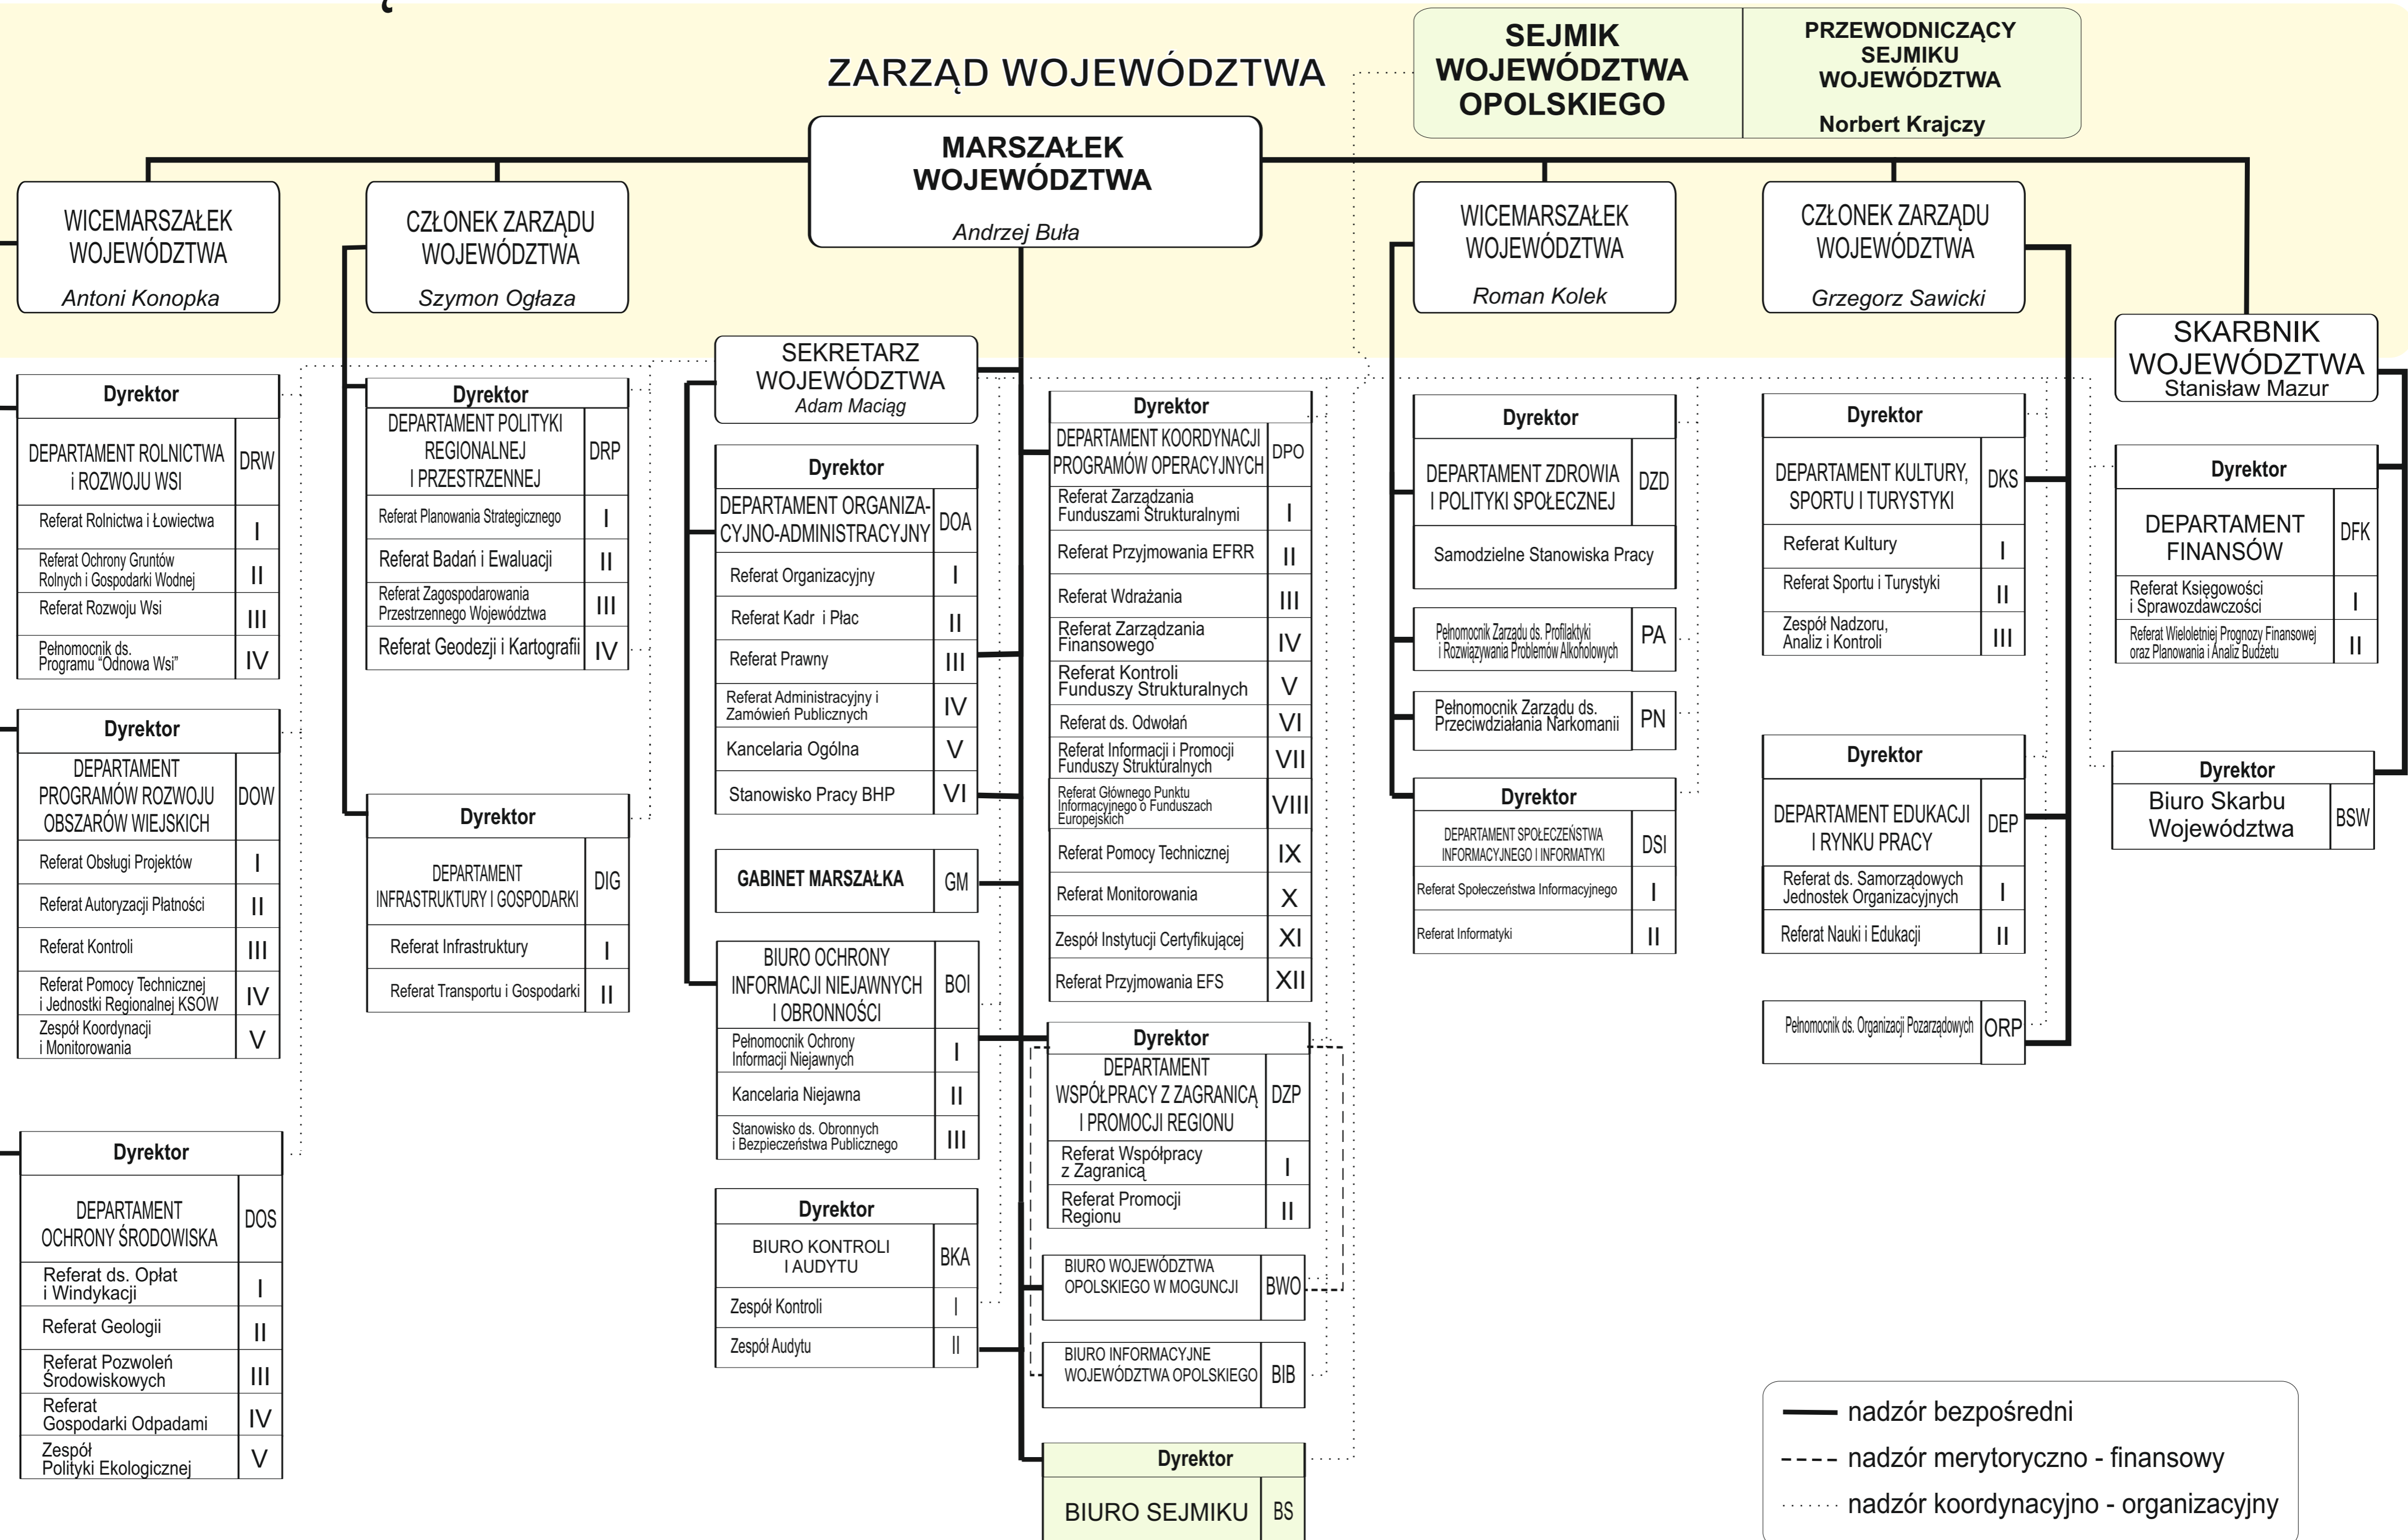 ZARZĄD WOJEWÓDZTWA
SEJMIK
WOJEWÓDZTWA
OPOLSKIEGO
PRZEWODNICZĄCY
SEJMIKU
WOJEWÓDZTWA
Norbert Krajczy
MARSZAŁEK
WOJEWÓDZTWA
Andrzej Buła
WICEMARSZAŁEK
WOJEWÓDZTWA
Antoni Konopka
CZŁONEK ZARZĄDU
WOJEWÓDZTWA
Szymon Ogłaza
WICEMARSZAŁEK
WOJEWÓDZTWA
Roman Kolek
CZŁONEK ZARZĄDU
WOJEWÓDZTWA
Grzegorz Sawicki
SKARBNIK
WOJEWÓDZTWA
Stanisław Mazur
SEKRETARZ
WOJEWÓDZTWA
Adam Maciąg
Dyrektor
DEPARTAMENT ROLNICTWA
i ROZWOJU WSI
DRW
Referat Rolnictwa i Łowiectwa
I
Referat Ochrony Gruntów
Rolnych i Gospodarki Wodnej
II
Referat Rozwoju Wsi
III
Pełnomocnik ds.
Programu "Odnowa Wsi"
IV
Dyrektor
DEPARTAMENT
PROGRAMÓW ROZWOJU
OBSZARÓW WIEJSKICH
DOW
Referat Obsługi Projektów
I
Referat Autoryzacji Płatności
II
Referat Kontroli
III
Referat Pomocy Technicznej
i Jednostki Regionalnej KSOW
IV
Zespół Koordynacji
i Monitorowania
V
Dyrektor
DEPARTAMENT
OCHRONY ŚRODOWISKA
DOS
Referat ds. Opłat
i Windykacji
I
Referat Geologii
II
Referat Pozwoleń
Środowiskowych
III
Referat
Gospodarki Odpadami
IV
Zespół
Polityki Ekologicznej
V
Dyrektor
DEPARTAMENT POLITYKI
REGIONALNEJ
I PRZESTRZENNEJ
DRP
Referat Planowania Strategicznego
I
Referat Badań i Ewaluacji
II
Referat Zagospodarowania
Przestrzennego Województwa
III
Referat Geodezji i Kartografii
IV
Dyrektor
DEPARTAMENT
INFRASTRUKTURY I GOSPODARKI
DIG
Referat Infrastruktury
I
Referat Transportu i Gospodarki
II
Dyrektor
DEPARTAMENT ORGANIZA-
CYJNO-ADMINISTRACYJNY
DOA
Referat Organizacyjny
I
Referat Kadr i Płac
II
Referat Prawny
III
Referat Administracyjny i
Zamówień Publicznych
IV
Kancelaria Ogólna
V
Stanowisko Pracy BHP
VI
GABINET MARSZAŁKA
GM
BIURO OCHRONY
INFORMACJI NIEJAWNYCH
I OBRONNOŚCI
BOI
Pełnomocnik Ochrony
Informacji Niejawnych
I
Kancelaria Niejawna
II
Stanowisko ds. Obronnych
i Bezpieczeństwa Publicznego
III
Dyrektor
BIURO KONTROLI
I AUDYTU
BKA
Zespół Kontroli
I
Zespół Audytu
II
Dyrektor
DEPARTAMENT KOORDYNACJI
PROGRAMÓW OPERACYJNYCH
DPO
Referat Zarządzania
Funduszami Strukturalnymi
I
Referat Przyjmowania EFRR
II
Referat Wdrażania
III
Referat Zarządzania
Finansowego
IV
Referat Kontroli
Funduszy Strukturalnych
V
Referat ds. Odwołań
VI
Referat Informacji i Promocji
Funduszy Strukturalnych
VII
Referat Głównego Punktu
Informacyjnego o Funduszach
Europejskich
VIII
Referat Pomocy Technicznej
IX
Referat Monitorowania
X
Zespół Instytucji Certyfikującej
XI
Referat Przyjmowania EFS
XII
Dyrektor
DEPARTAMENT
WSPÓŁPRACY Z ZAGRANICĄ
I PROMOCJI REGIONU
DZP
Referat Współpracy
z Zagranicą
I
Referat Promocji
Regionu
II
BIURO WOJEWÓDZTWA
OPOLSKIEGO W MOGUNCJI
BWO
BIURO INFORMACYJNE
WOJEWÓDZTWA OPOLSKIEGO
BIB
Dyrektor
BIURO SEJMIKU
BS
Dyrektor
DEPARTAMENT ZDROWIA
I POLITYKI SPOŁECZNEJ
DZD
Samodzielne Stanowiska Pracy
Pełnomocnik Zarządu ds. Profilaktyki
i Rozwiązywania Problemów Alkoholowych
PA
Pełnomocnik Zarządu ds.
Przeciwdziałania Narkomanii
PN
Dyrektor
DEPARTAMENT SPOŁECZEŃSTWA
INFORMACYJNEGO I INFORMATYKI
DSI
Referat Społeczeństwa Informacyjnego
I
Referat Informatyki
II
Dyrektor
DEPARTAMENT KULTURY,
SPORTU I TURYSTYKI
DKS
Referat Kultury
I
Referat Sportu i Turystyki
II
Zespół Nadzoru,
Analiz i Kontroli
III
Dyrektor
DEPARTAMENT EDUKACJI
I RYNKU PRACY
DEP
Referat ds. Samorządowych
Jednostek Organizacyjnych
I
Referat Nauki i Edukacji
II
Pełnomocnik ds. Organizacji Pozarządowych
ORP
Dyrektor
DEPARTAMENT
FINANSÓW
DFK
Referat Księgowości
i Sprawozdawczości
I
Referat Wieloletniej Prognozy Finansowej
oraz Planowania i Analiz Budżetu
II
Dyrektor
Biuro Skarbu
Województwa
BSW
nadzór bezpośredni
nadzór merytoryczno - finansowy
nadzór koordynacyjno - organizacyjny